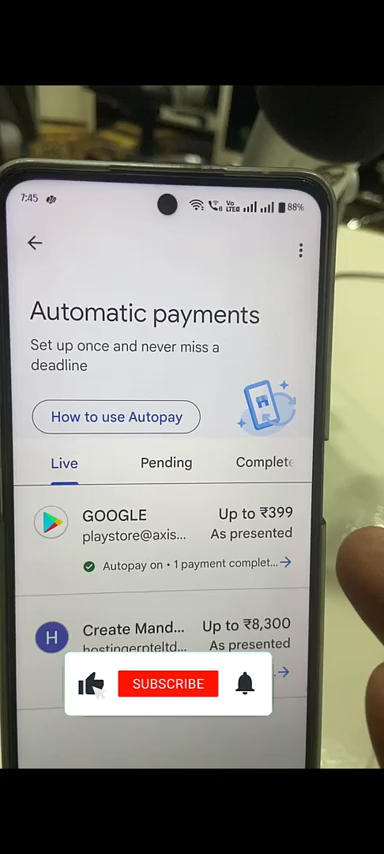 7:45
Vo
LTE
88%
Automatic payments
Set up once and never miss a
deadline
How to use Autopay
Live Pending Complete
GOOGLE Up to ₹399
playstore@axis... As presented
Autopay on • 1 payment complet...
H
Create Mand... Up to ₹8,300
hostingerpteltd... As presented
SUBSCRIBE